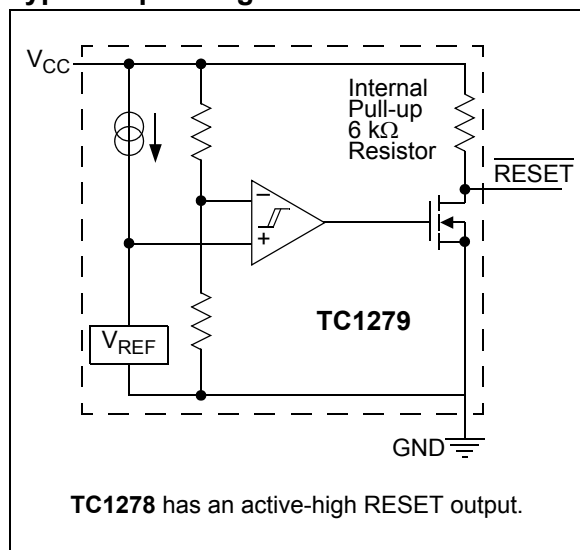 V_CC
Internal
Pull-up
6 kΩ
Resistor
RESET
−
+
TC1279
V_REF
GND
TC1278 has an active-high RESET output.